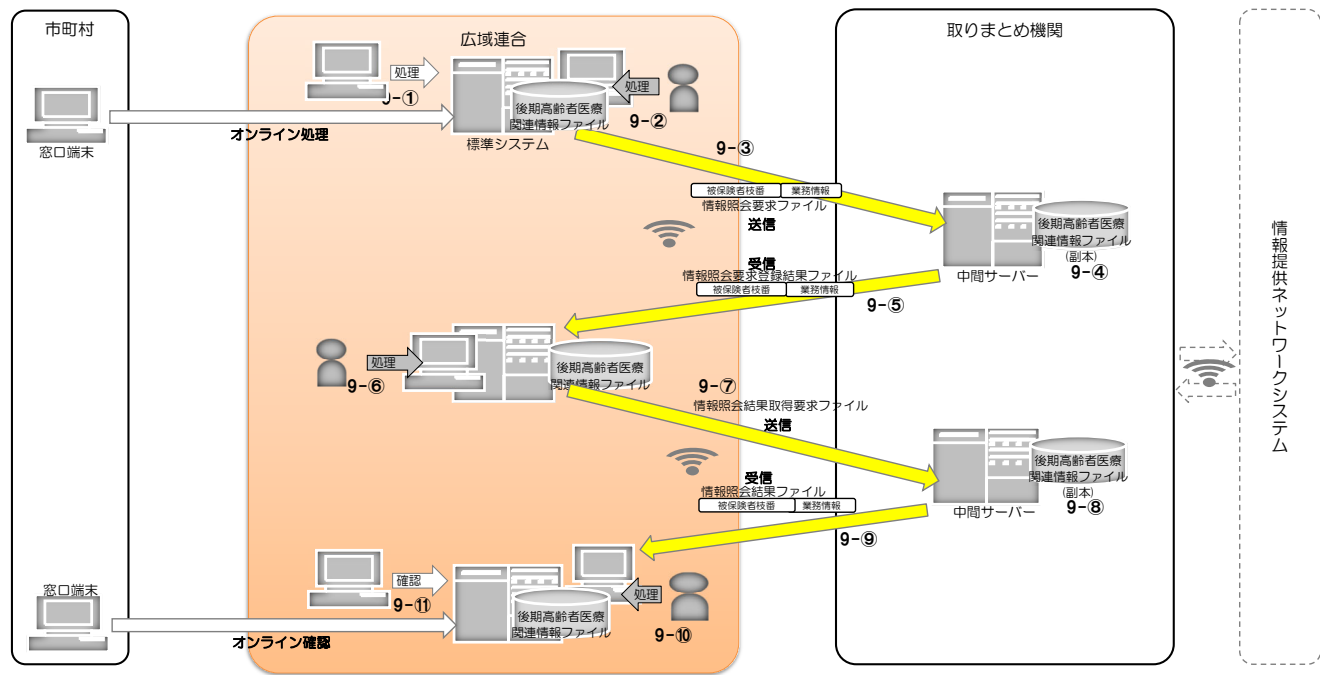 市町村
広域連合
取りまとめ機関
処理
9-①
処理
9-②
後期高齢者医療
関連情報ファイル
標準システム
窓口端末
オンライン処理
9-③
被保険者枝番
業務情報
情報照会要求ファイル
送信
後期高齢者医療
関連情報ファイル
(副本)
9-④
中間サーバー
受信
情報照会要求登録結果ファイル
被保険者枝番
業務情報
9-⑤
処理
9-⑥
後期高齢者医療
関連情報ファイル
9-⑦
情報照会結果取得要求ファイル
送信
後期高齢者医療
関連情報ファイル
(副本)
9-⑧
中間サーバー
受信
情報照会結果ファイル
被保険者枝番
業務情報
9-⑨
確認
9-⑪
処理
9-⑩
後期高齢者医療
関連情報ファイル
窓口端末
オンライン確認
情報提供ネットワークシステム